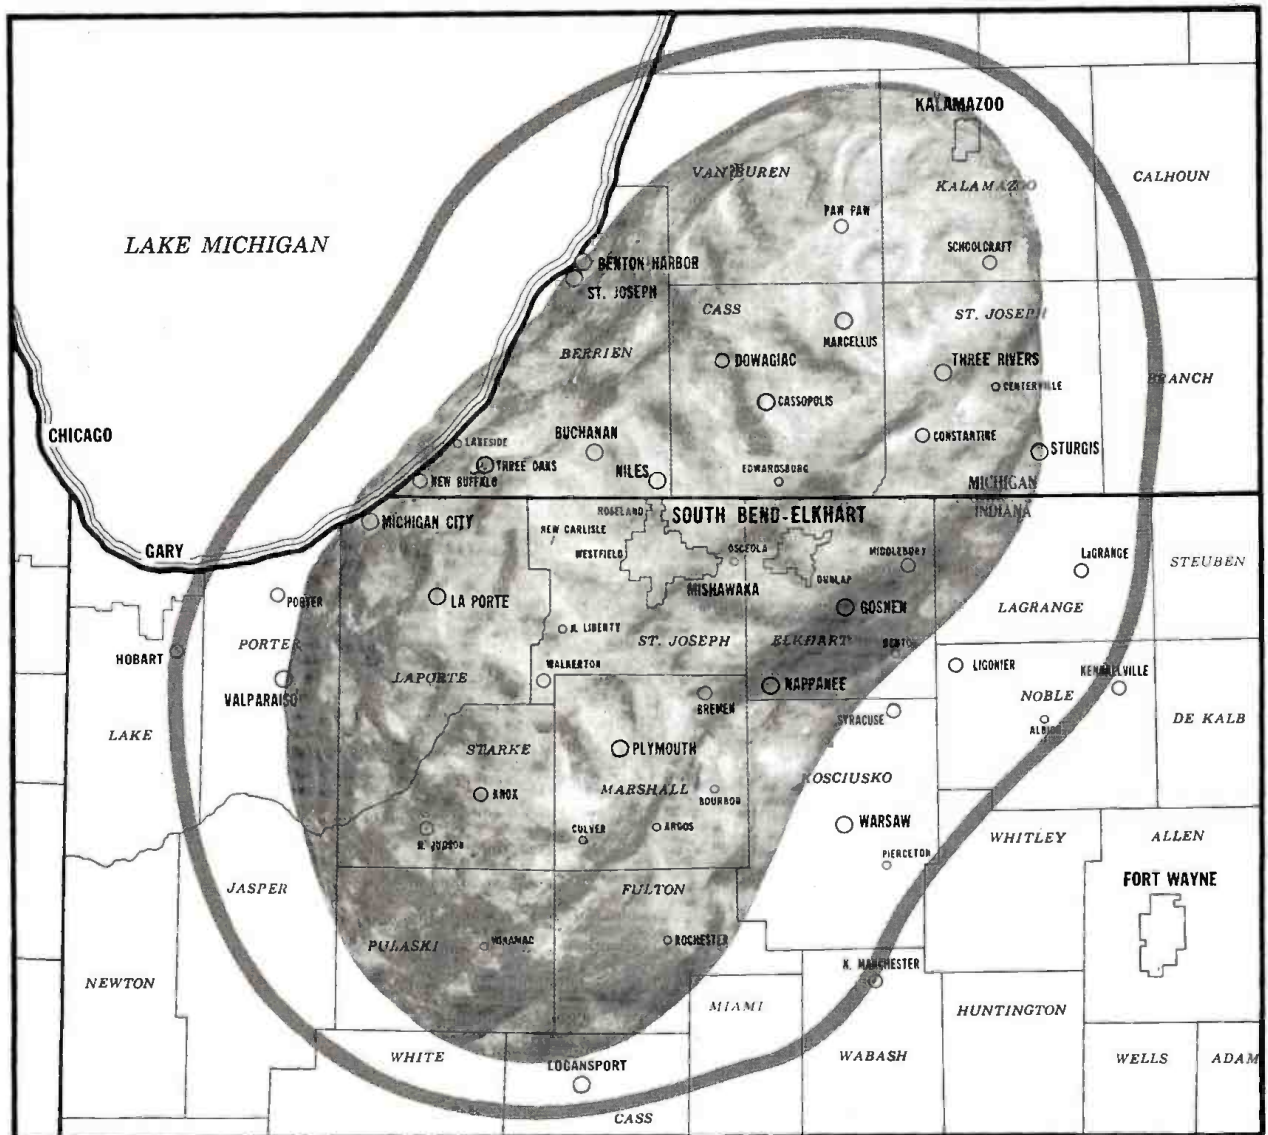 KALAMAZOO
VAN BUREN
KALAMAZOO
CALHOUN
PAW PAW
LAKE MICHIGAN
SCHOOLCRAFT
BENTON HARBOR
ST. JOSEPH
CASS
ST. JOSEPH
MARCELLUS
BERRIEN
DOWAGIAC
THREE RIVERS
CENTERVILLE
BRANCH
CASSOPOLIS
CHICAGO
BUCHANAN
CONSTANTINE
LAKESIDE
STURGIS
THREE OAKS
NILES
EDWARDSBURG
NEW BUFFALO
MICHIGAN
INDIANA
ROSELAND
SOUTH BEND-ELKHART
MICHIGAN CITY
NEW CARLISLE
GARY
WESTFIELD
OSCEOLA
MIDDLEBURY
LaGRANGE
STEUBEN
DUNLAP
MISHAWAKA
PORTER
LA PORTE
GOSHEN
LAGRANGE
N. LIBERTY
ST. JOSEPH
ELKHART
PORTER
BENTON
HOBART
WALKERTON
LIGONIER
KENDALLVILLE
LAPORTE
NAPPANEE
VALPARAISO
NOBLE
BREMEN
SYRACUSE
DE KALB
ALBION
LAKE
STARKE
PLYMOUTH
KOSCIUSKO
MARSHALL
KNOX
BOURBON
WARSAW
CULVER
ARGOS
N. JUDSON
WHITLEY
ALLEN
PIERCETON
JASPER
FULTON
FORT WAYNE
PULASKI
WINAMAC
ROCHESTER
N. MANCHESTER
NEWTON
MIAMI
HUNTINGTON
WHITE
LOGANSPORT
WABASH
WELLS
ADAM
CASS